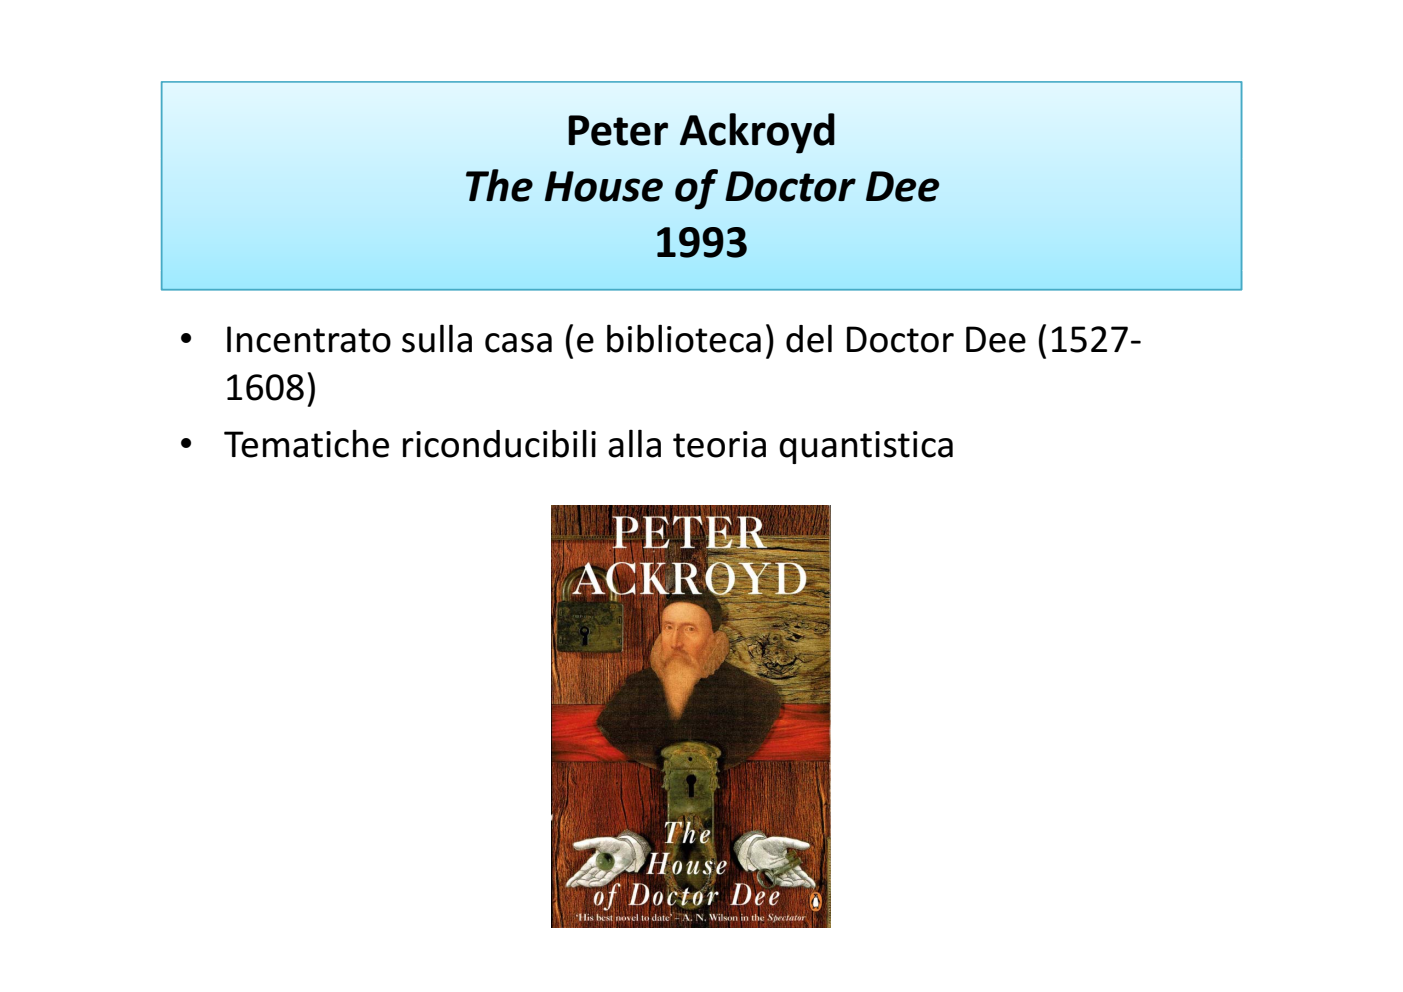 Peter Ackroyd
The House of Doctor Dee
1993
• Incentrato sulla casa (e biblioteca) del Doctor Dee (1527-
1608)
• Tematiche riconducibili alla teoria quantistica
PETER
ACKROYD
The
House
of Doctor Dee
'His best novel to date' – A. N. Wilson in the Spectator